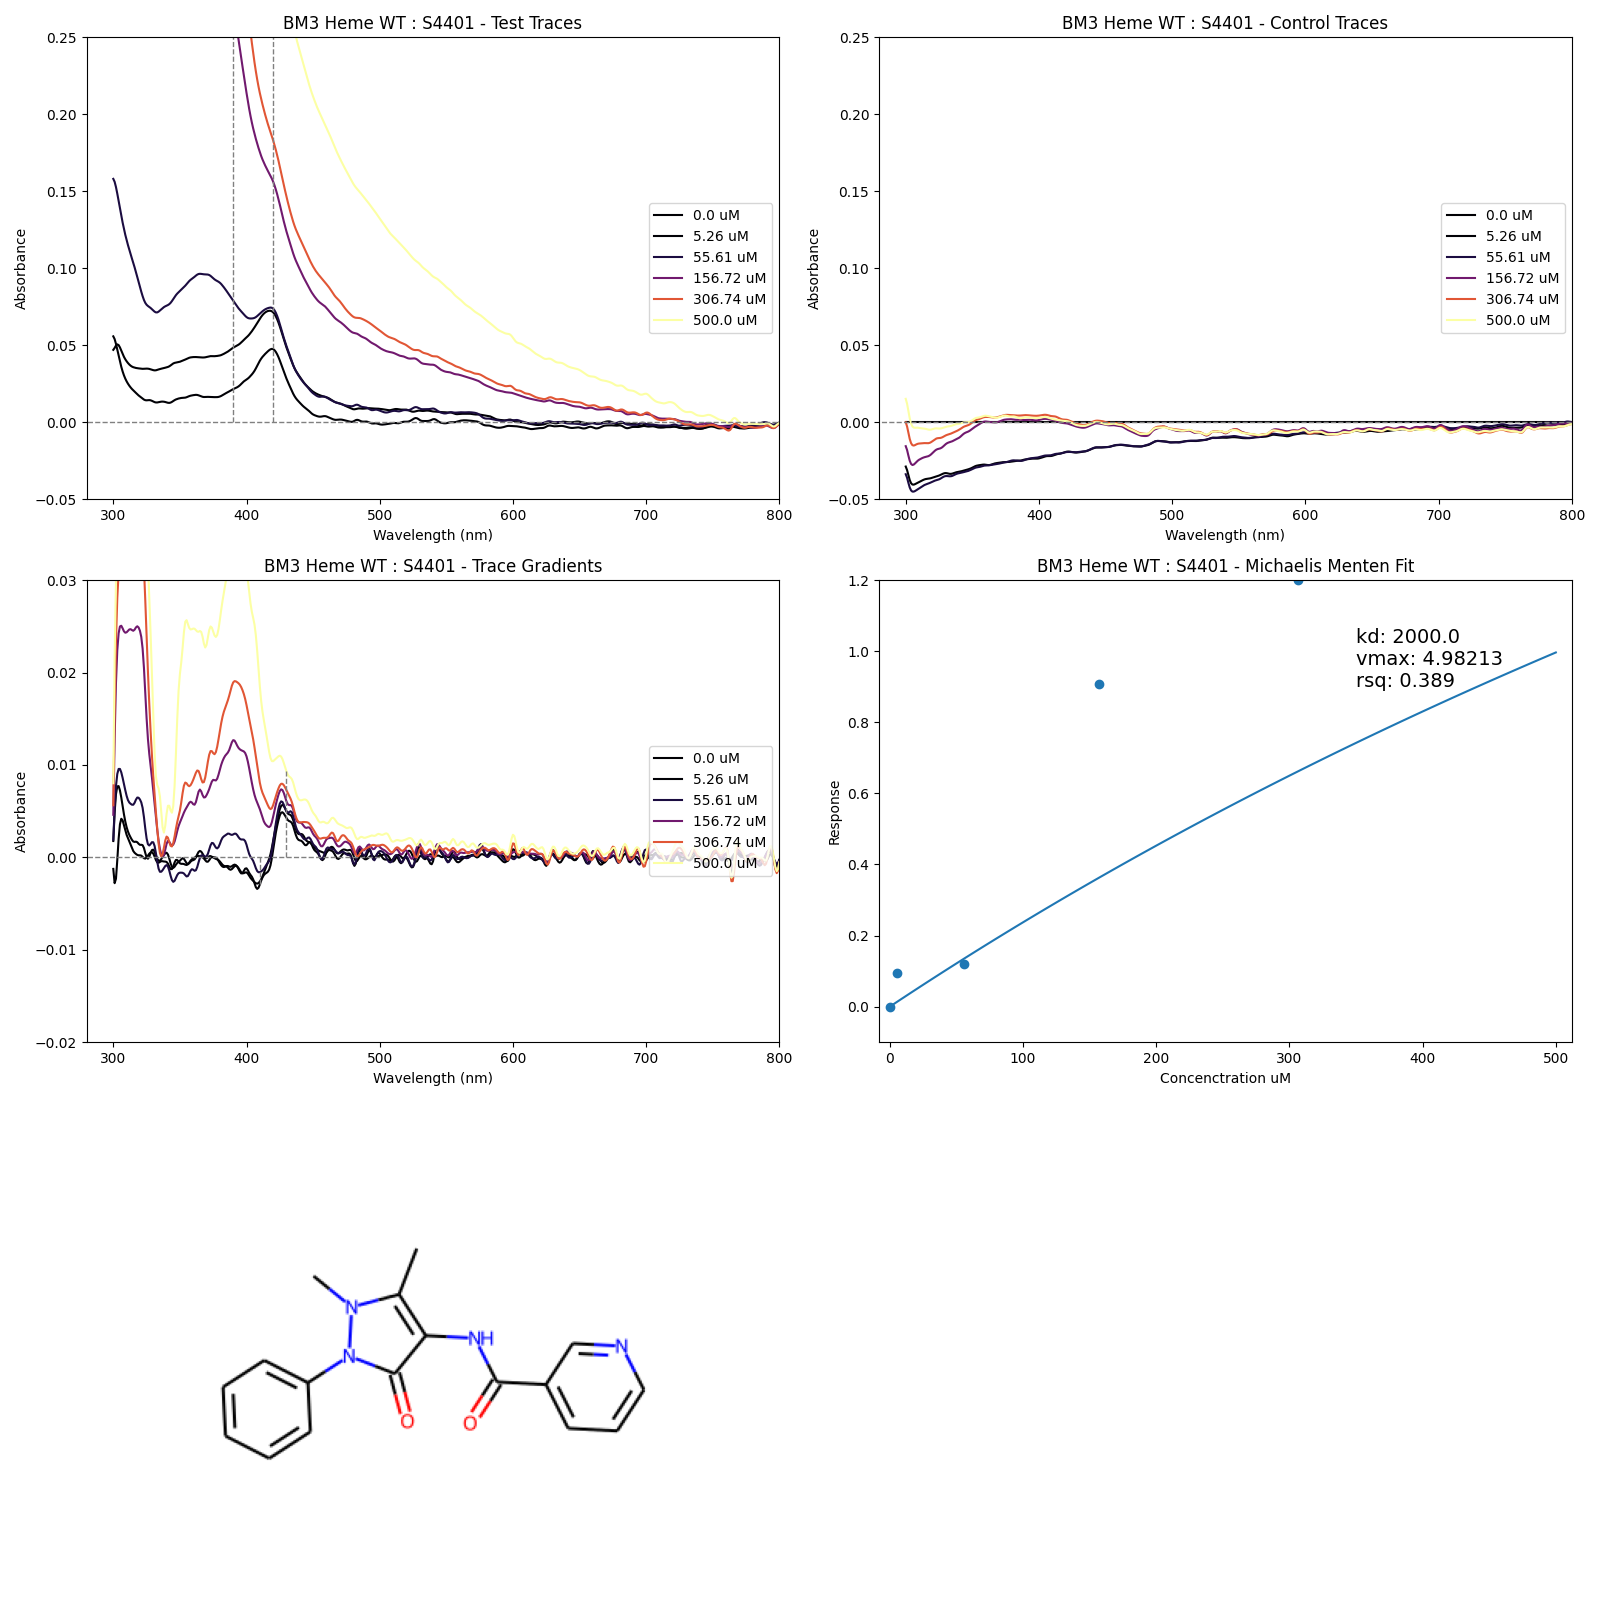 BM3 Heme WT : S4401 - Test Traces
0.25
0.20
0.15
0.10
0.05
0.00
−0.05
Absorbance
300
400
500
600
700
800
Wavelength (nm)
0.0 uM
5.26 uM
55.61 uM
156.72 uM
306.74 uM
500.0 uM
BM3 Heme WT : S4401 - Control Traces
0.25
0.20
0.15
0.10
0.05
0.00
−0.05
Absorbance
300
400
500
600
700
800
Wavelength (nm)
0.0 uM
5.26 uM
55.61 uM
156.72 uM
306.74 uM
500.0 uM
BM3 Heme WT : S4401 - Trace Gradients
0.03
0.02
0.01
0.00
−0.01
−0.02
Absorbance
300
400
500
600
700
800
Wavelength (nm)
0.0 uM
5.26 uM
55.61 uM
156.72 uM
306.74 uM
500.0 uM
BM3 Heme WT : S4401 - Michaelis Menten Fit
1.2
1.0
0.8
0.6
0.4
0.2
0.0
Response
kd: 2000.0
vmax: 4.98213
rsq: 0.389
0
100
200
300
400
500
Concenctration uM
N
N
O
NH
O
N